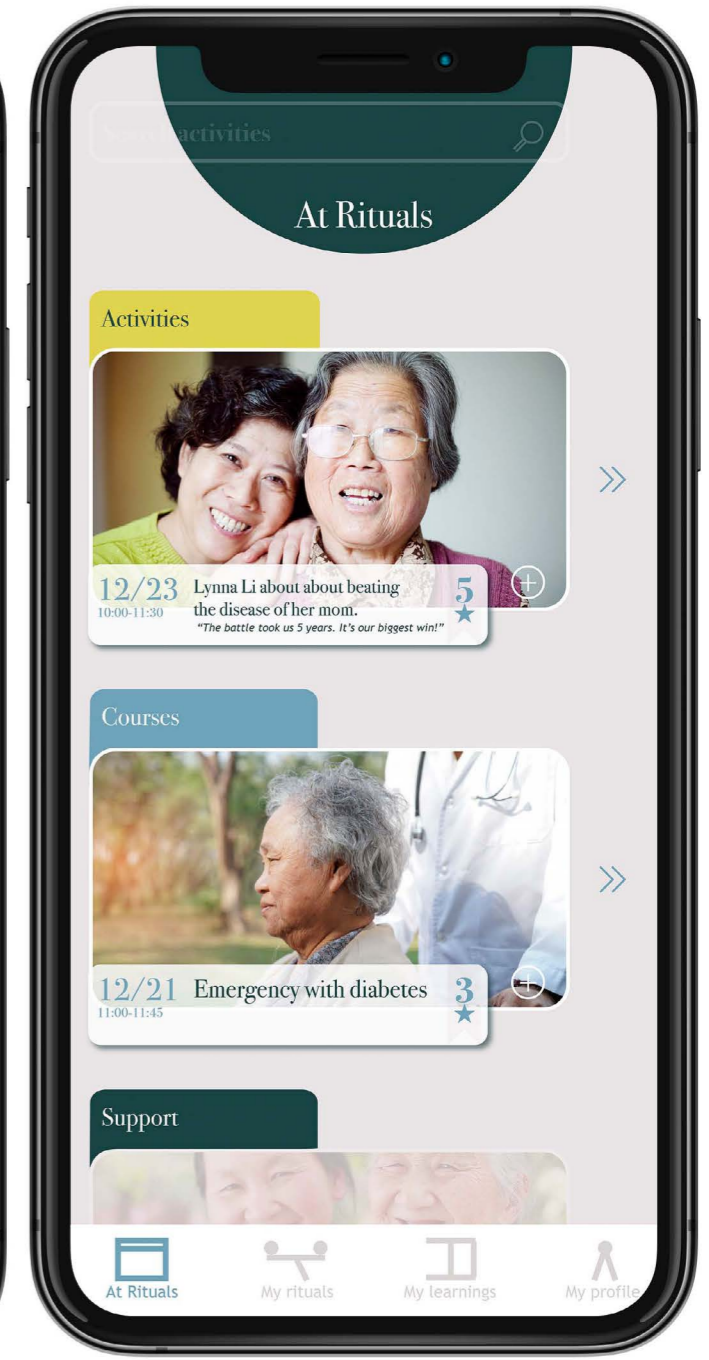 activities
At Rituals
Activities
12/23
10:00-11:30
Lynna Li about about beating
the disease of her mom.
"The battle took us 5 years. It's our biggest win!"
5
Courses
12/21
11:00-11:45
Emergency with diabetes
3
Support
At Rituals
My rituals
My learnings
My profile